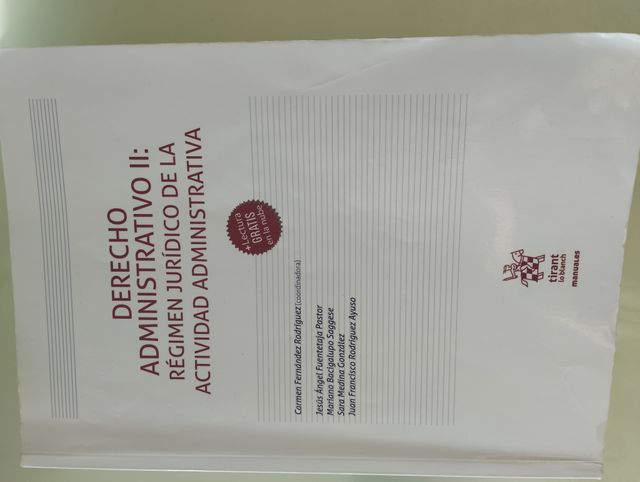 DERECHO
ADMINISTRATIVO II:
RÉGIMEN JURÍDICO DE LA
ACTIVIDAD ADMINISTRATIVA
+Lectura
GRATIS
en la nube
Carmen Fernández Rodríguez (coordinadora)
Jesús Ángel Fuentetaja Pastor
Mariano Bacigalupo Saggese
Sara Medina González
Juan Francisco Rodríguez Ayuso
tirant
lo blanch
manuales